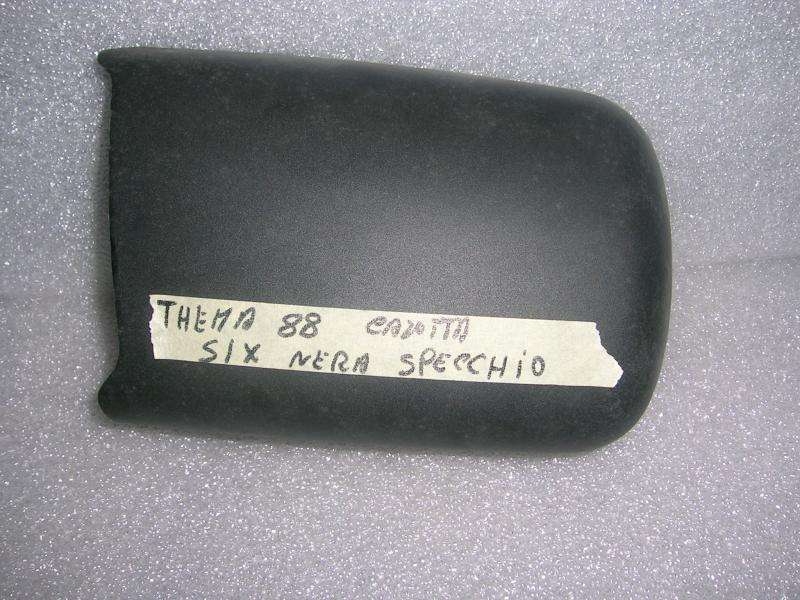 THEMA 88 CALOTTA
SIX NERA SPECCHIO